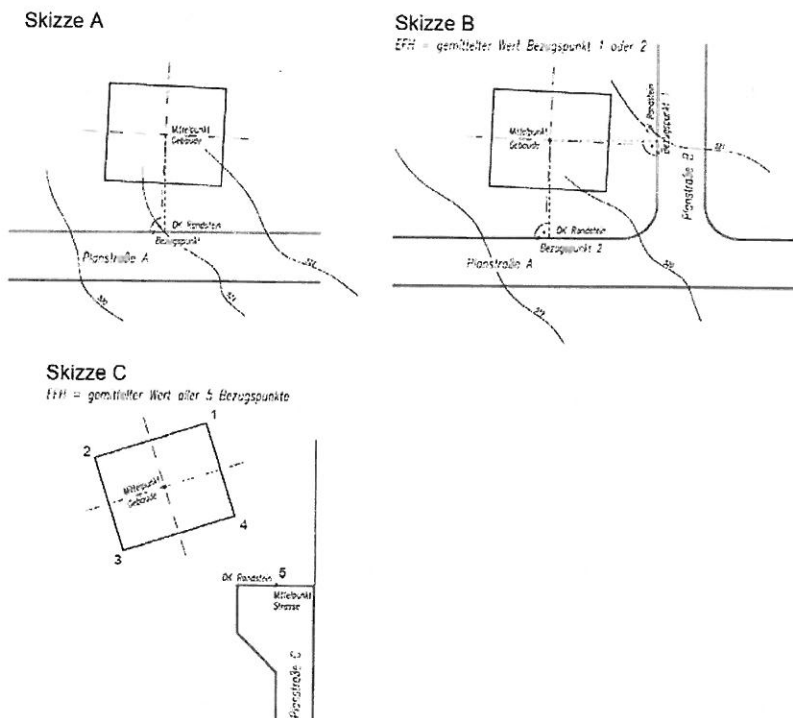 Skizze A
Mittelpunkt
Gebäude
OK Randstein
Bezugspunkt
Planstraße A
Skizze B
EFH = gemittelter Wert Bezugspunkt 1 oder 2
Mittelpunkt
Gebäude
Randstein
Bezugspunkt 1
Planstraße B
OK Randstein
Bezugspunkt 2
Planstraße A
Skizze C
EFH = gemittelter Wert aller 5 Bezugspunkte
1
2
Mittelpunkt
Gebäude
4
3
OK Randstein
5
Mittelpunkt
Strasse
Planstraße C